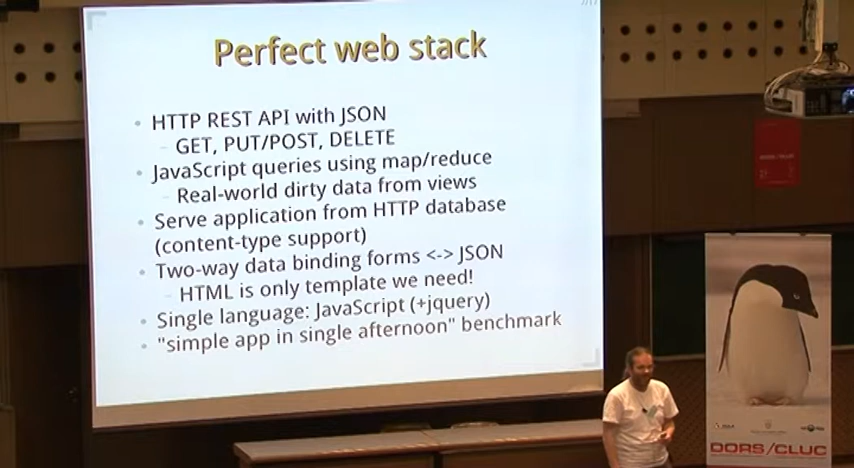 Perfect web stack
HTTP REST API with JSON
GET, PUT/POST, DELETE
JavaScript queries using map/reduce
Real-world dirty data from views
Serve application from HTTP database
(content-type support)
Two-way data binding forms <-> JSON
HTML is only template we need!
Single language: JavaScript (+jquery)
"simple app in single afternoon" benchmark
DORS/CLUC